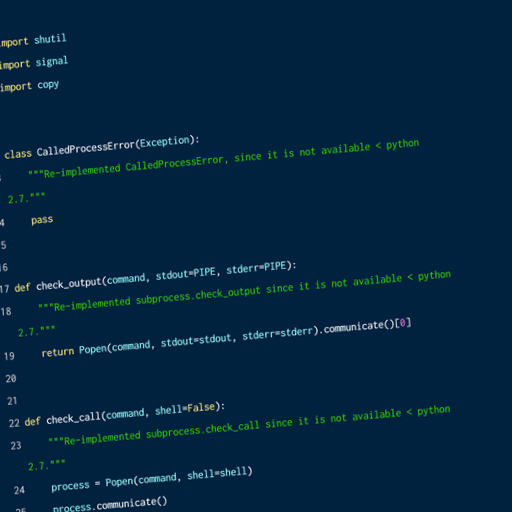 import shutil
import signal
import copy
class CalledProcessError(Exception):
"""Re-implemented CalledProcessError, since it is not available < python
2.7."""
4 pass
5
16
17 def check_output(command, stdout=PIPE, stderr=PIPE):
18 """Re-implemented subprocess.check_output since it is not available < python
2.7."""
19 return Popen(command, stdout=stdout, stderr=stderr).communicate()[0]
20
21
22 def check_call(command, shell=False):
23 """Re-implemented subprocess.check_call since it is not available < python
2.7."""
24 process = Popen(command, shell=shell)
process.communicate()